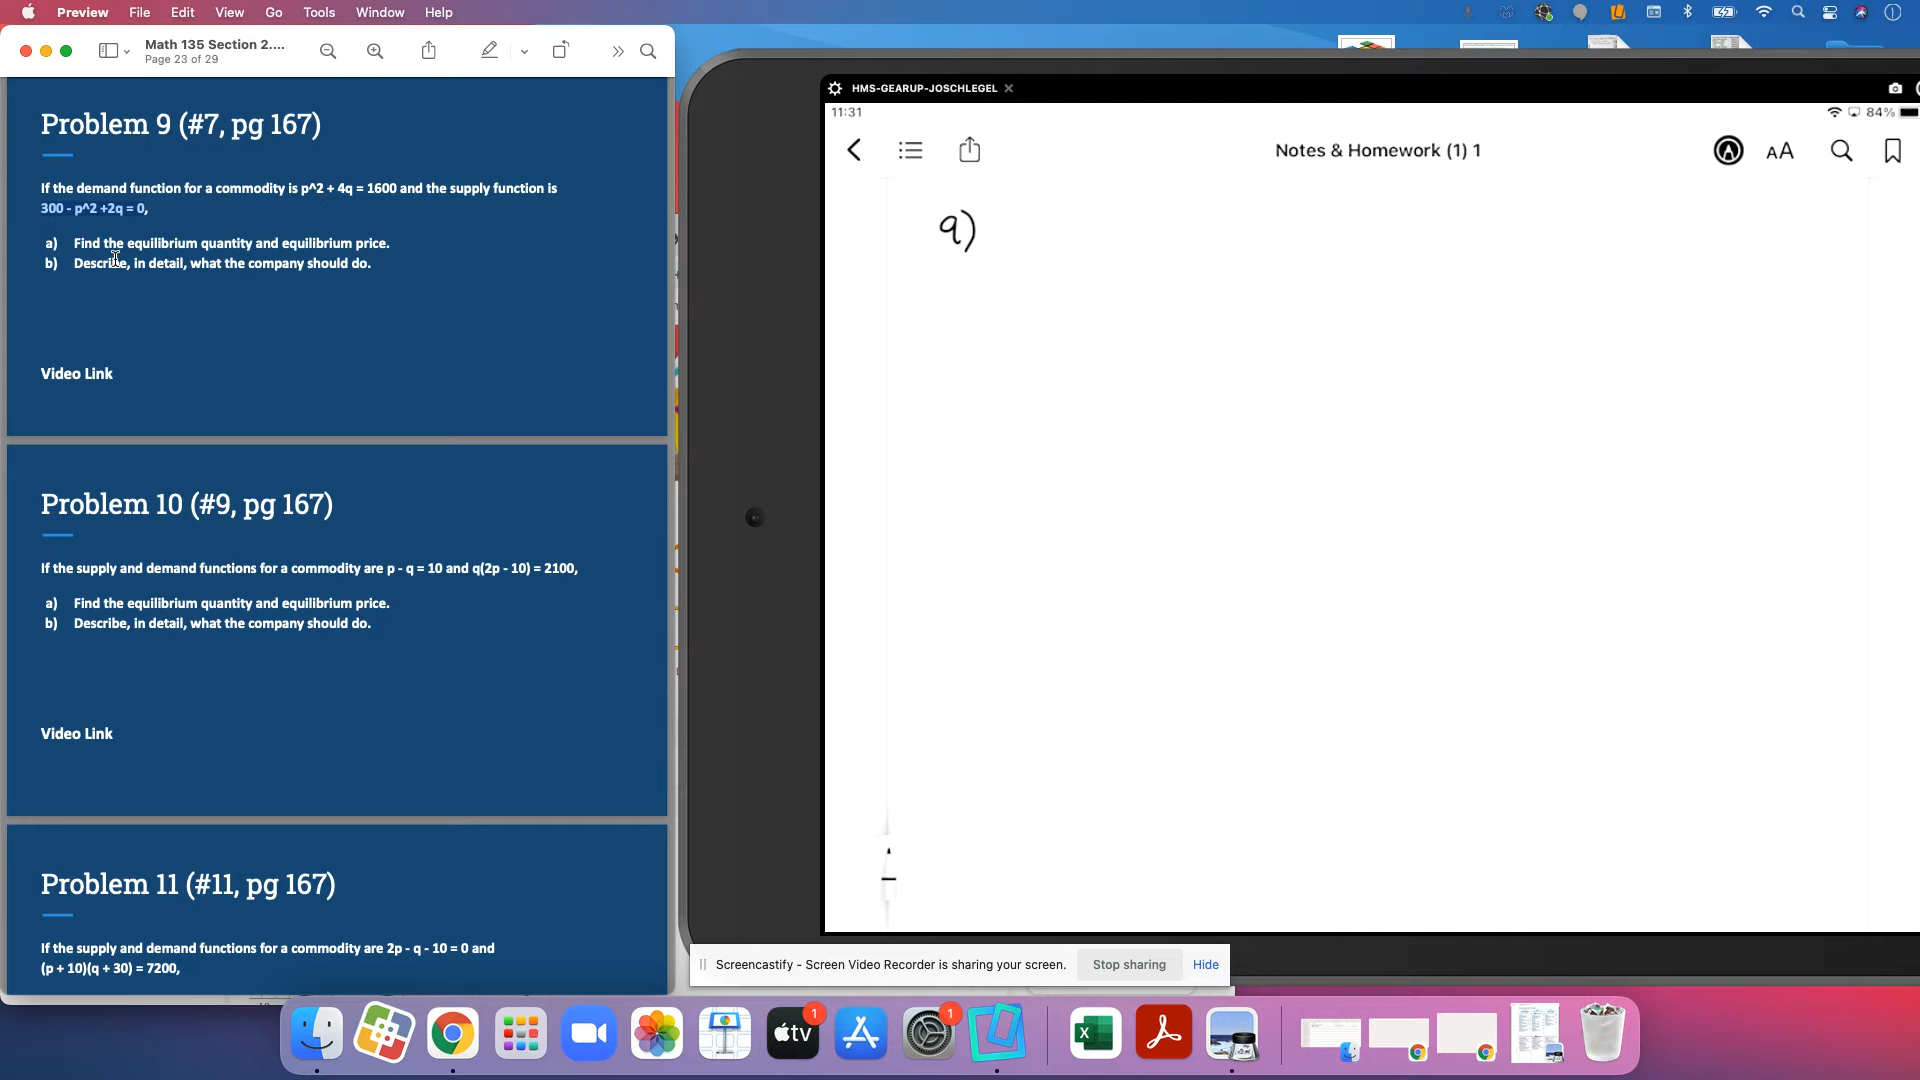 Preview File Edit View Go Tools Window Help
Math 135 Section 2....
Page 23 of 29
Problem 9 (#7, pg 167)
If the demand function for a commodity is p^2 + 4q = 1600 and the supply function is
300 - p^2 +2q = 0,
a) Find the equilibrium quantity and equilibrium price.
b) Describe, in detail, what the company should do.
Video Link
Problem 10 (#9, pg 167)
If the supply and demand functions for a commodity are p - q = 10 and q(2p - 10) = 2100,
a) Find the equilibrium quantity and equilibrium price.
b) Describe, in detail, what the company should do.
Video Link
Problem 11 (#11, pg 167)
If the supply and demand functions for a commodity are 2p - q - 10 = 0 and
(p + 10)(q + 30) = 7200,
HMS-GEARUP-JOSCHLEGEL
11:31
84%
Notes & Homework (1) 1
AA
9)
Screencastify - Screen Video Recorder is sharing your screen.
Stop sharing
Hide
tv
1
1